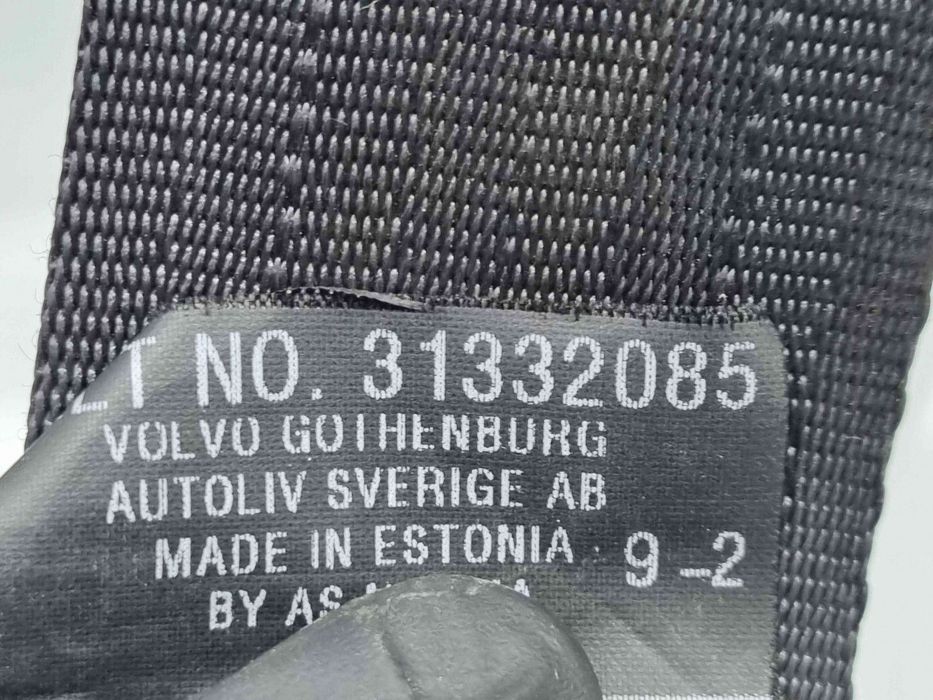 NO. 31332085
VOLVO GOTHENBURG
AUTOLIV SVERIGE AB
MADE IN ESTONIA 9-2
BY AS